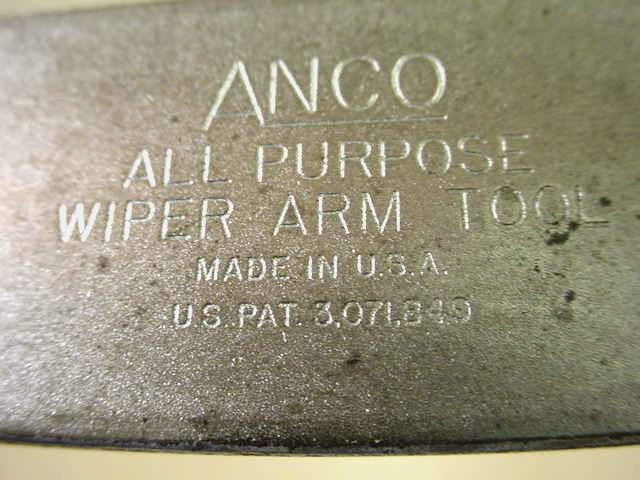 ANCO
ALL PURPOSE
WIPER ARM TOOL
MADE IN U.S.A.
U.S. PAT. 3,071,849